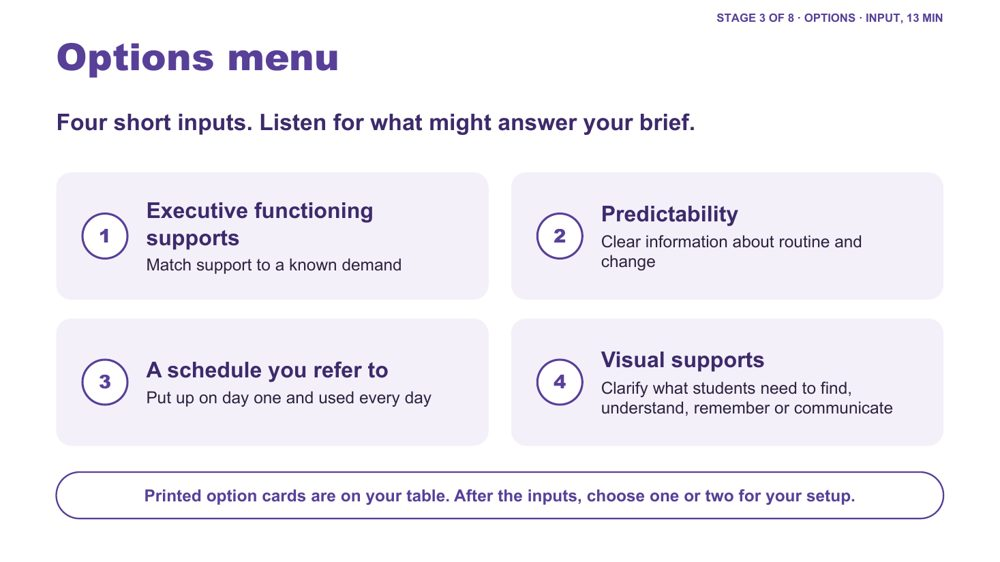 STAGE 3 OF 8 · OPTIONS · INPUT, 13 MIN
Options menu
Four short inputs. Listen for what might answer your brief.
1
Executive functioning
supports
Match support to a known demand
2
Predictability
Clear information about routine and
change
3
A schedule you refer to
Put up on day one and used every day
4
Visual supports
Clarify what students need to find,
understand, remember or communicate
Printed option cards are on your table. After the inputs, choose one or two for your setup.